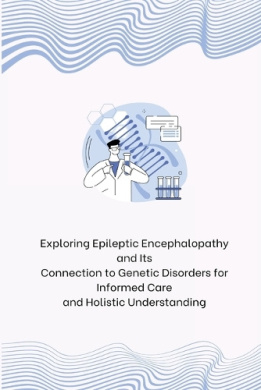 Exploring Epileptic Encephalopathy
and Its
Connection to Genetic Disorders for
Informed Care
and Holistic Understanding